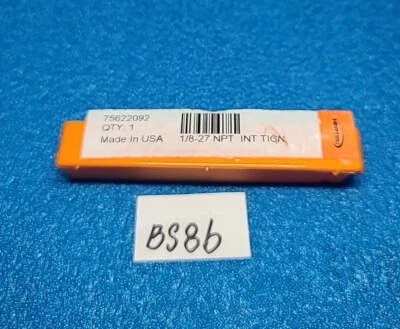 75622092
QTY: 1
Made In USA 1/8-27 NPT INT TICN
BS86